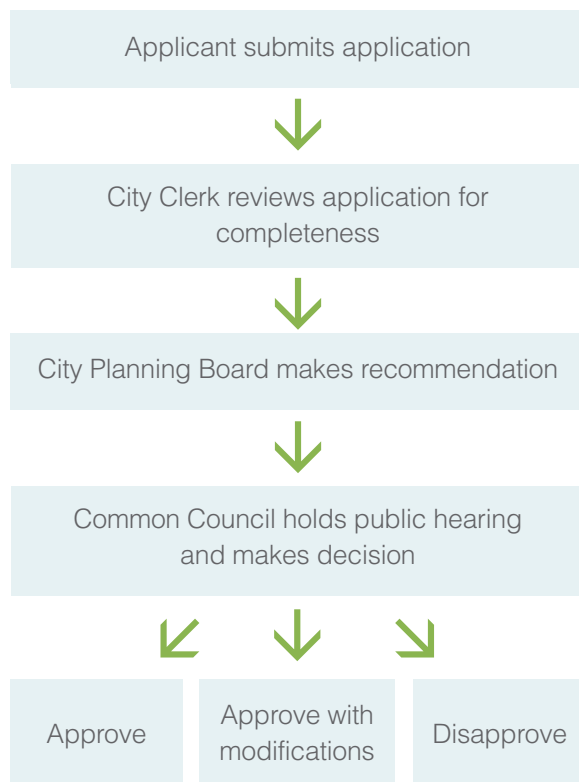 Applicant submits application
City Clerk reviews application for
completeness
City Planning Board makes recommendation
Common Council holds public hearing
and makes decision
Approve
Approve with
modifications
Disapprove